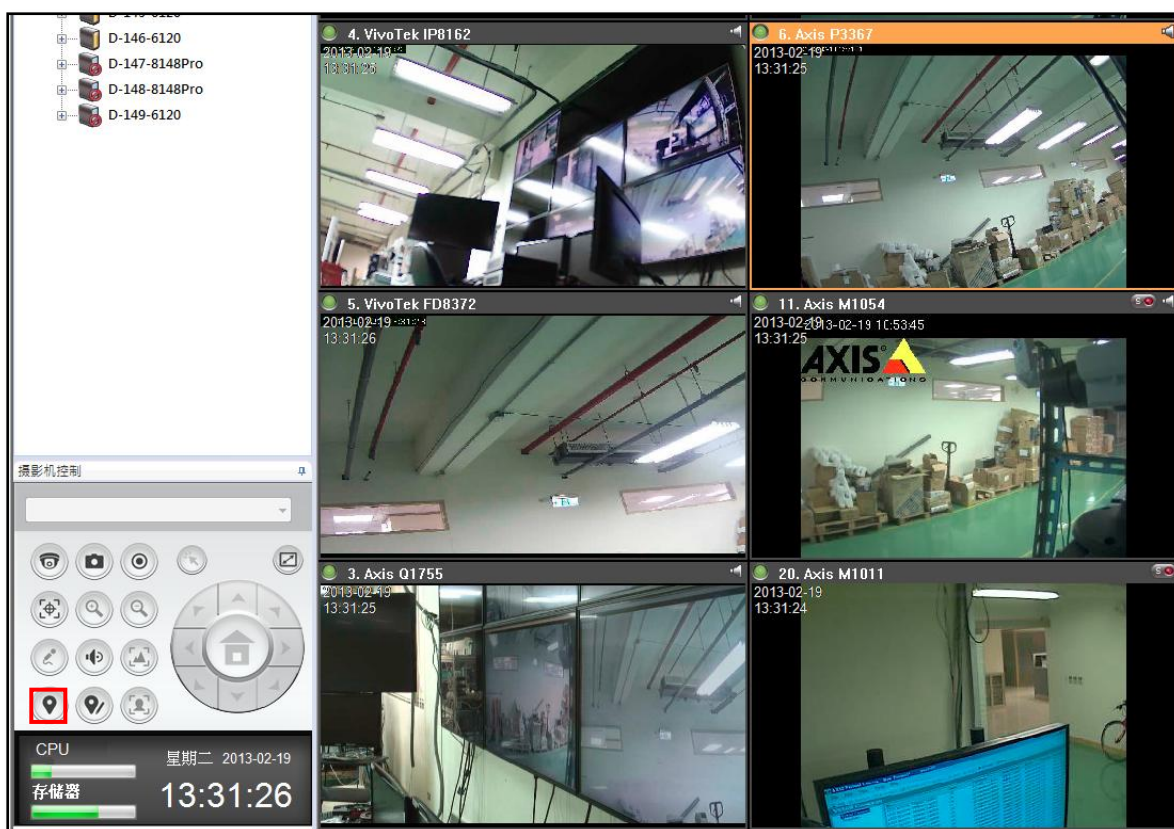 D-146-6120
D-147-8148Pro
D-148-8148Pro
D-149-6120
摄影机控制
CPU
星期二 2013-02-19
存储器
13:31:26
4. VivoTek IP8162
13:31:25
6. Axis P3367
2013-02-19
13:31:25
5. VivoTek FD8372
2013-02-19
13:31:26
11. Axis M1054
2013-02-19 10:53:45
13:31:25
AXIS
COMMUNICATIONS
3. Axis Q1755
2013-02-19
13:31:25
20. Axis M1011
2013-02-19
13:31:24